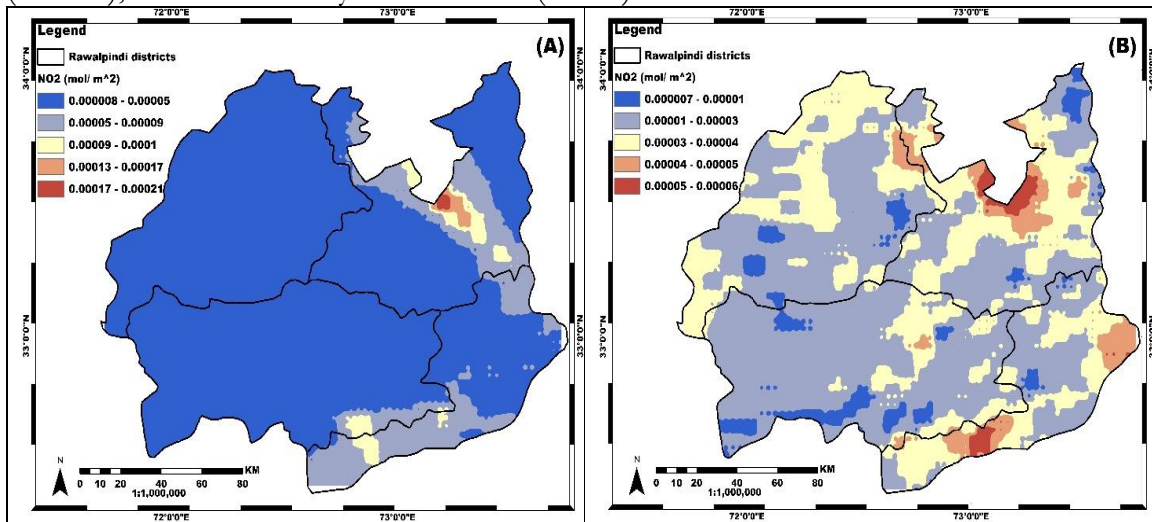 72°0'0"E 73°0'0"E
Legend
(A)
Rawalpindi districts
NO2 (mol/ m^2)
0.000008 - 0.00005
0.00005 - 0.00009
0.00009 - 0.0001
0.00013 - 0.00017
0.00017 - 0.00021
34°0'0"N
33°0'0"N
N
0 10 20 40 60 80 KM
1:1,000,000
72°0'0"E 73°0'0"E
72°0'0"E 73°0'0"E
Legend
(B)
Rawalpindi districts
NO2 (mol/ m^2)
0.000007 - 0.00001
0.00001 - 0.00003
0.00003 - 0.00004
0.00004 - 0.00005
0.00005 - 0.00006
34°0'0"N
33°0'0"N
N
0 10 20 40 60 80 KM
1:1,000,000
72°0'0"E 73°0'0"E